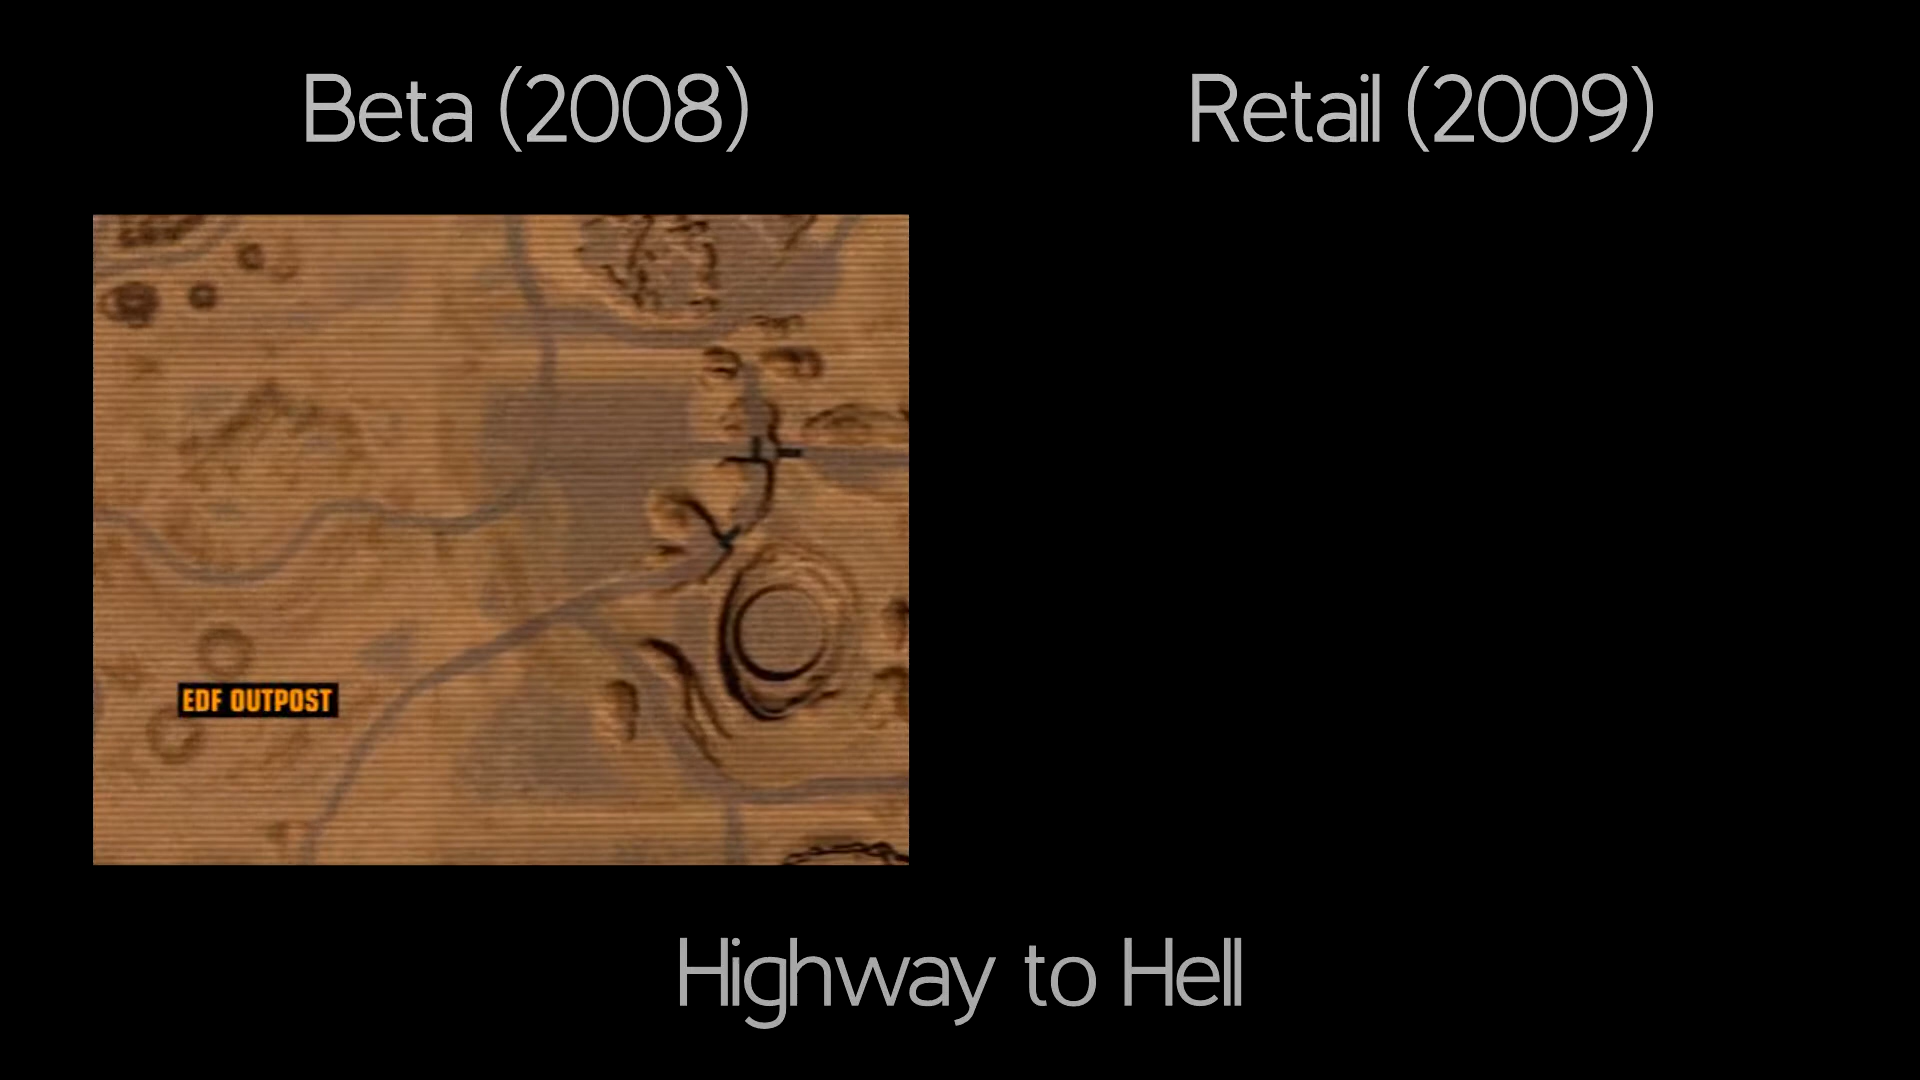 Beta (2008)
Retail (2009)
EDF OUTPOST
Highway to Hell